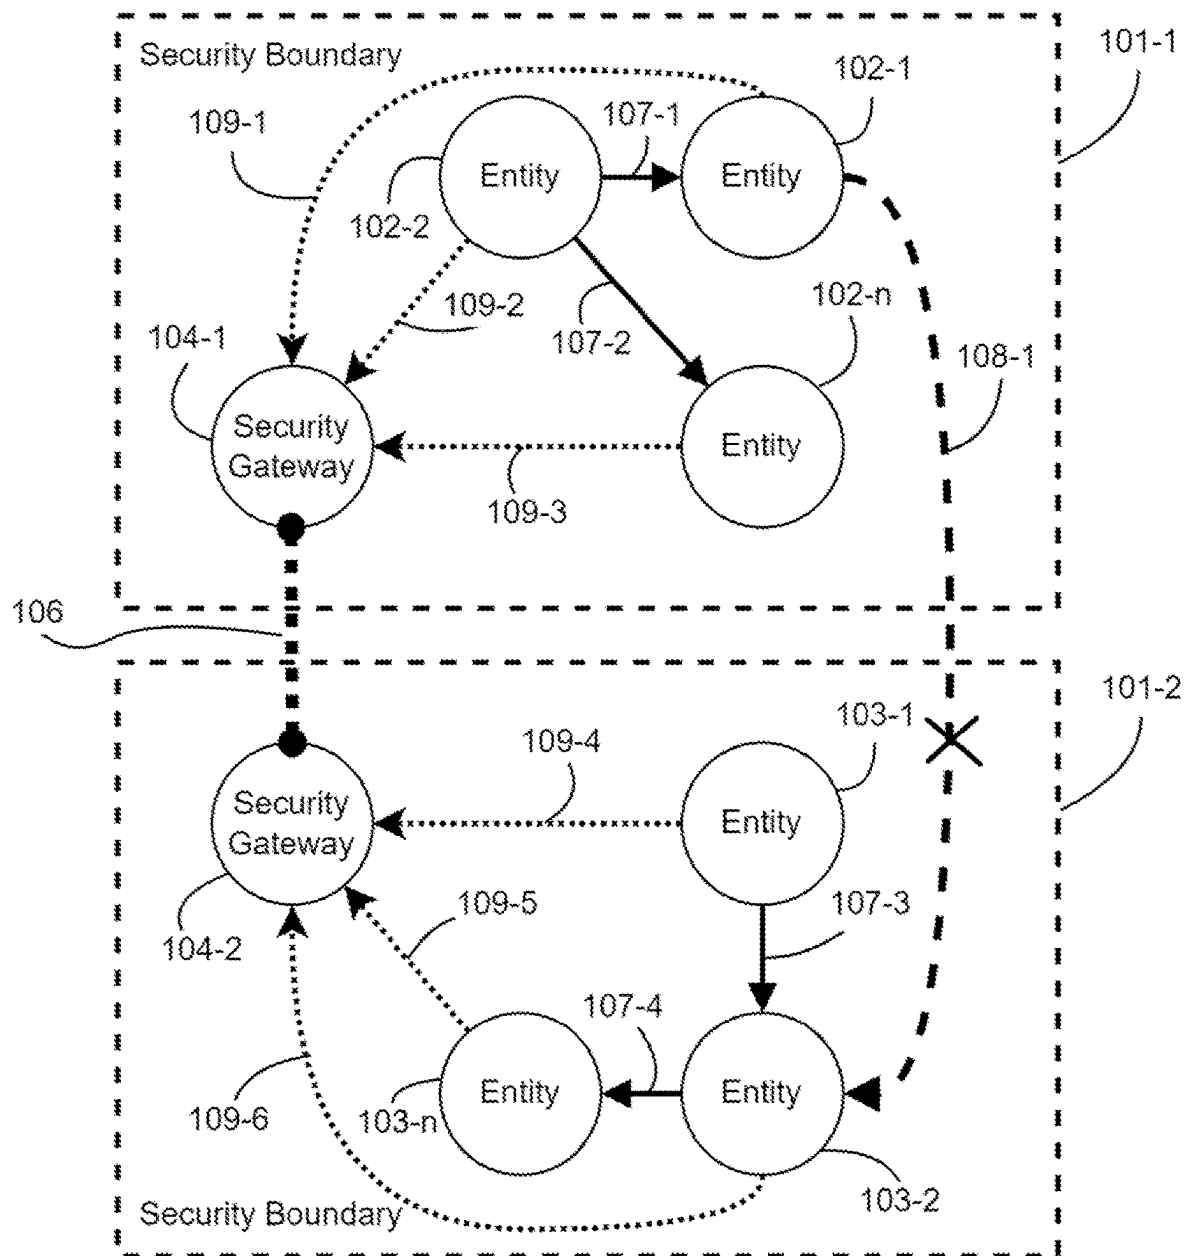 Security Boundary
101-1
102-1
107-1
109-1
Entity
Entity
102-2
102-n
109-2
107-2
104-1
108-1
Security
Gateway
Entity
109-3
106
101-2
103-1
109-4
Security
Gateway
Entity
109-5
107-3
104-2
107-4
Entity
Entity
109-6
103-n
103-2
Security Boundary